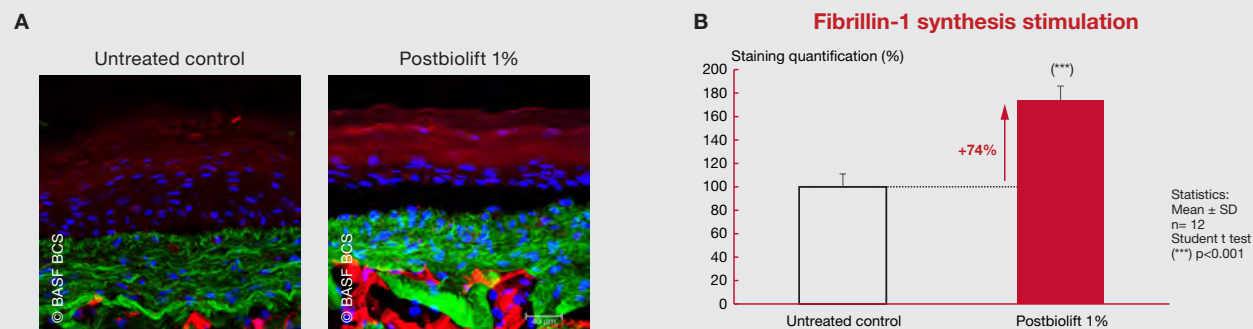 A
Untreated control
Postbiolift 1%
© BASF BCS
© BASF BCS
B
Fibrillin-1 synthesis stimulation
Staining quantification (%)
200
180
160
140
120
100
80
60
40
20
0
+74%
(***)
Untreated control
Postbiolift 1%
Statistics:
Mean ± SD
n= 12
Student t test
(***) p<0.001